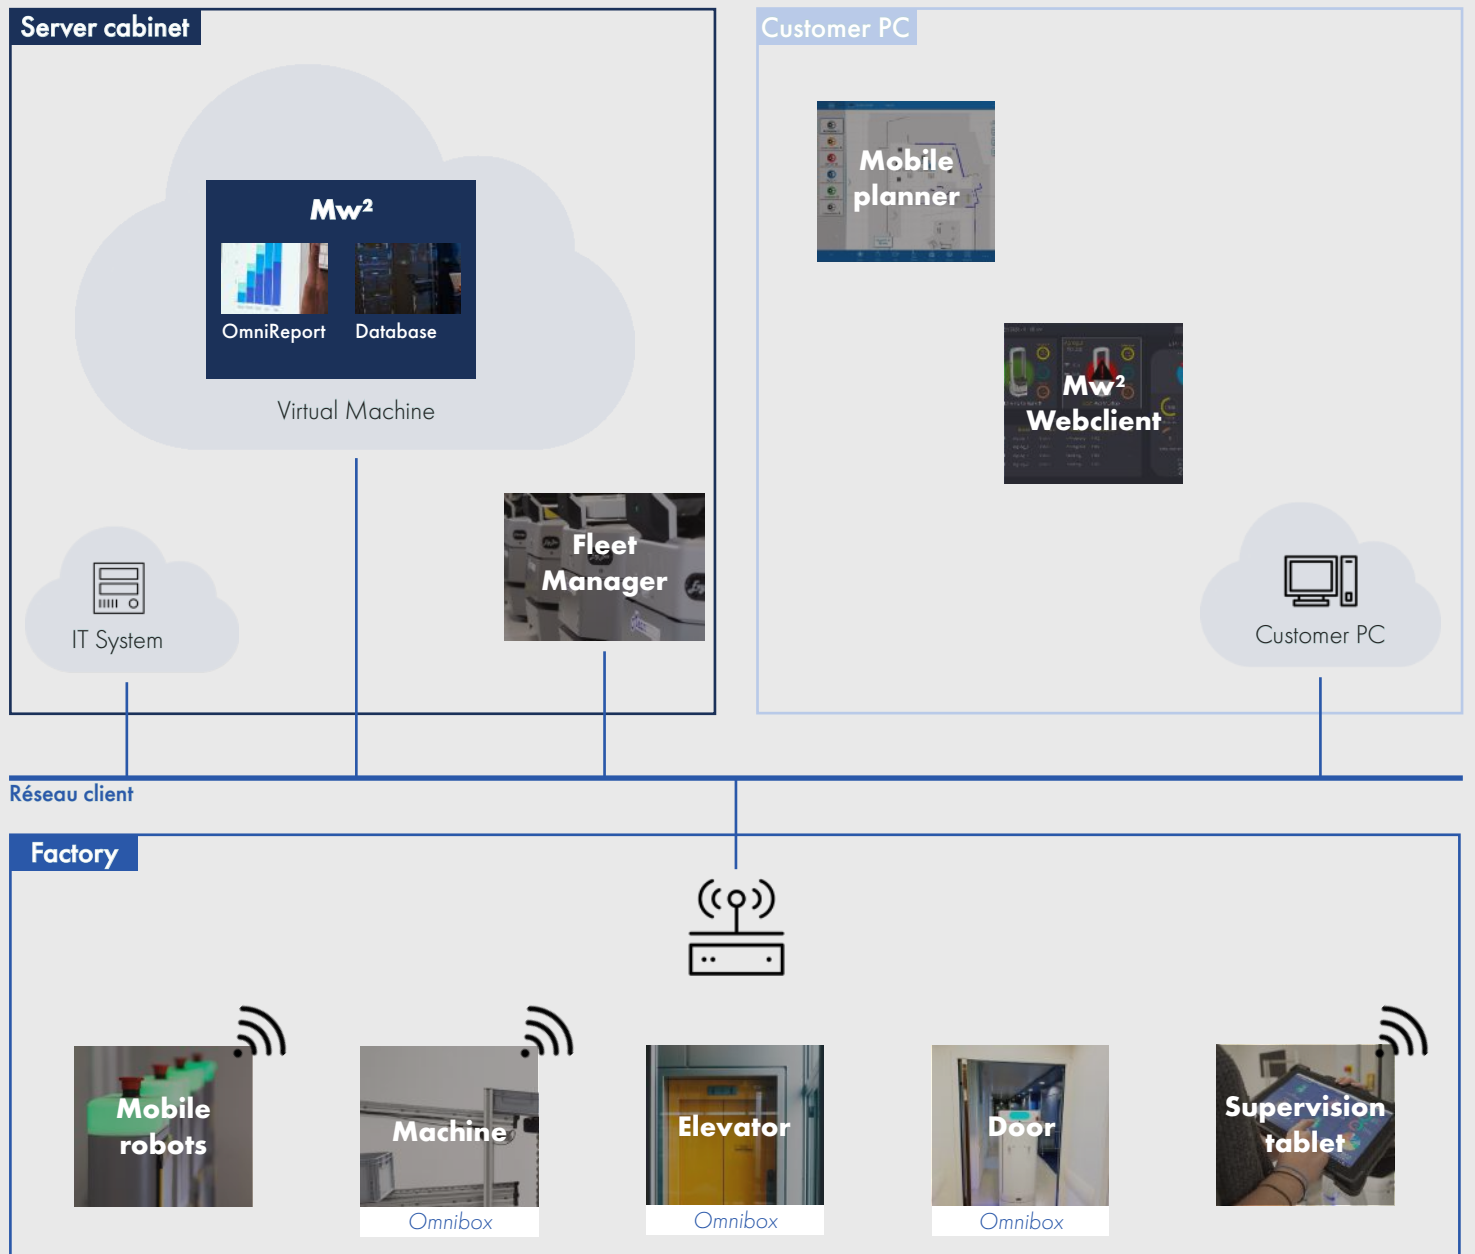 Server cabinet
Customer PC
Mobile
planner
Mw²
OmniReport
Database
Virtual Machine
Mw²
Webclient
Fleet
Manager
IT System
Customer PC
Réseau client
Factory
Mobile
robots
Machine
Omnibox
Elevator
Omnibox
Door
Omnibox
Supervision
tablet